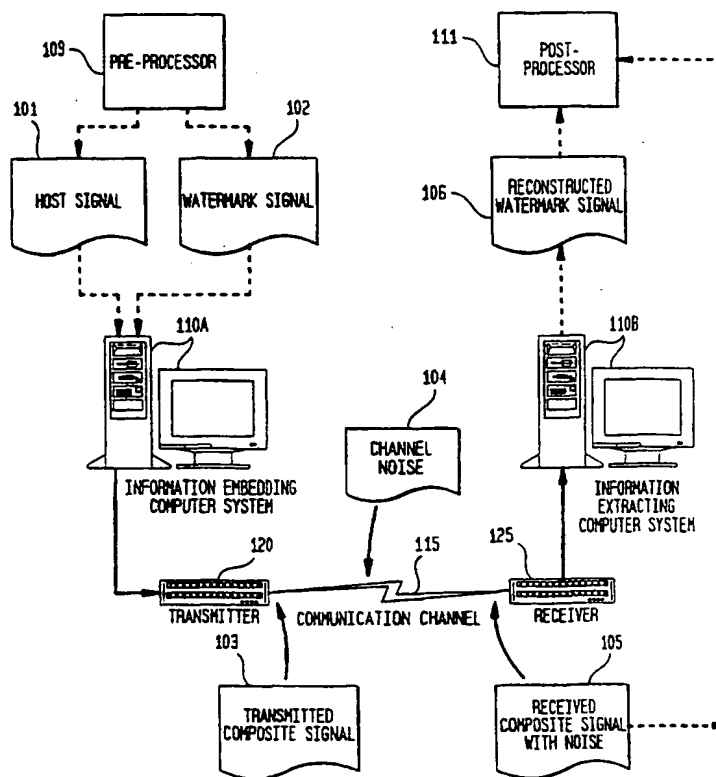 109
PRE-PROCESSOR
111
POST-
PROCESSOR
101
HOST SIGNAL
102
WATERMARK SIGNAL
106
RECONSTRUCTED
WATERMARK SIGNAL
110A
INFORMATION EMBEDDING
COMPUTER SYSTEM
104
CHANNEL
NOISE
110B
INFORMATION
EXTRACTING
COMPUTER SYSTEM
120
TRANSMITTER
115
COMMUNICATION CHANNEL
125
RECEIVER
103
TRANSMITTED
COMPOSITE SIGNAL
105
RECEIVED
COMPOSITE SIGNAL
WITH NOISE